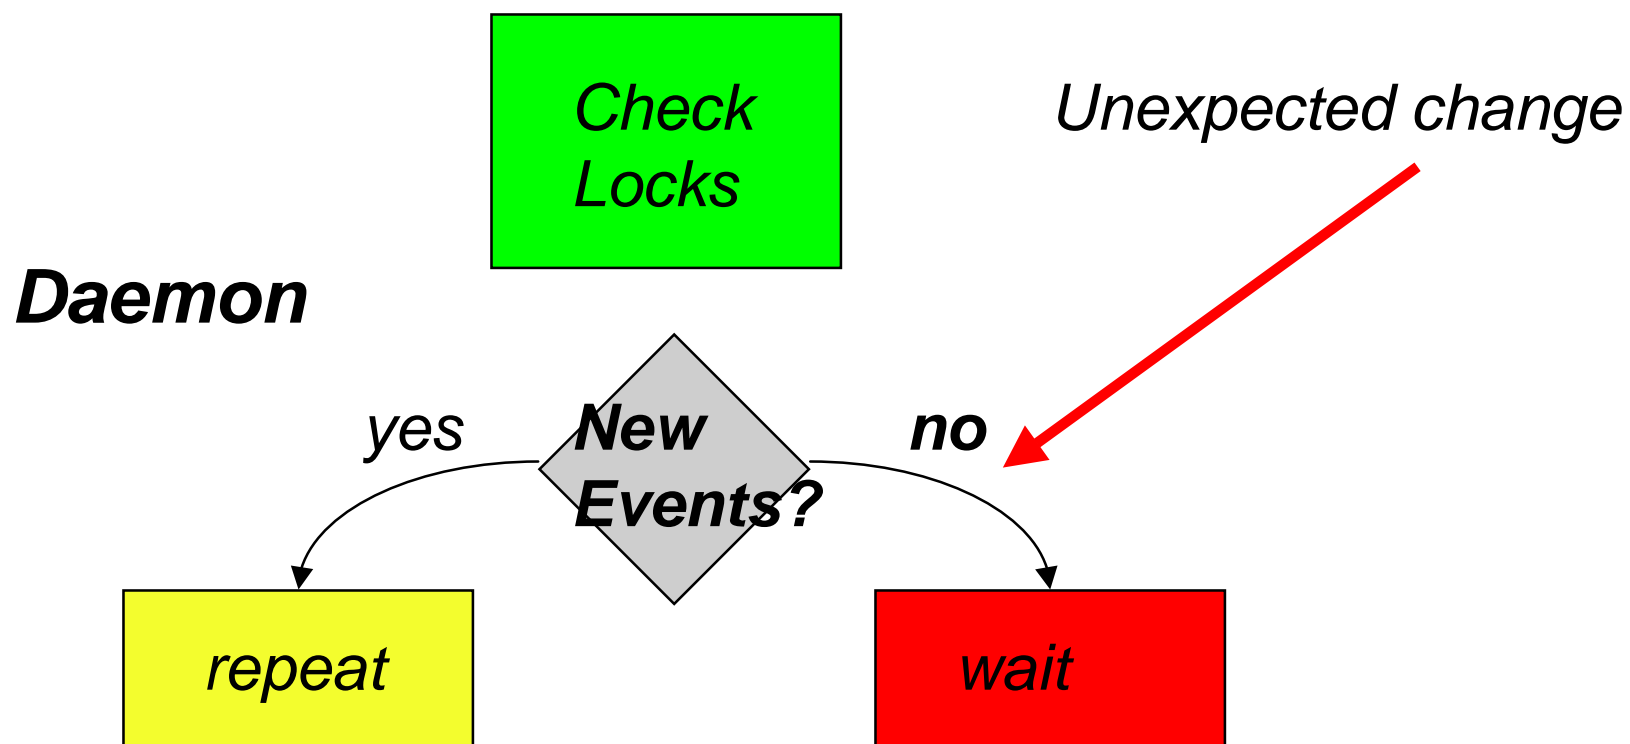 Check
Locks
Unexpected change
Daemon
yes
New
Events?
no
repeat
wait